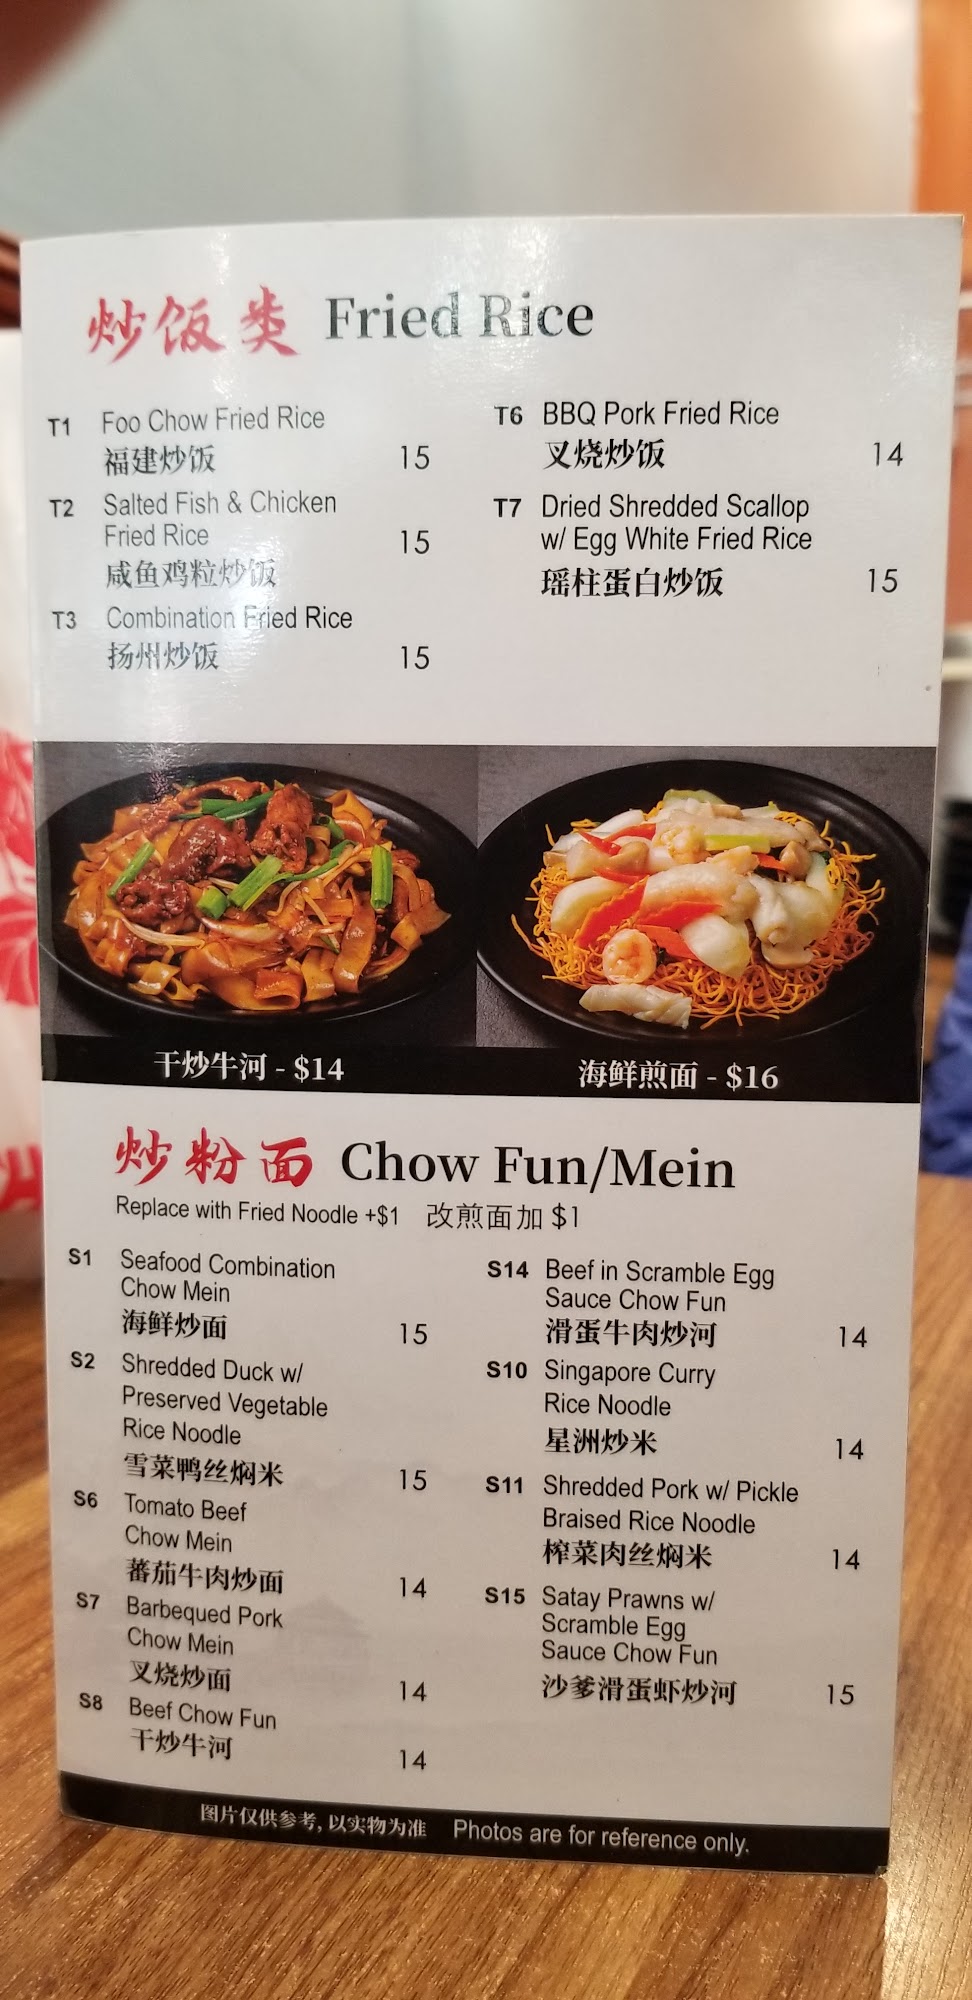 炒饭类 Fried Rice
T1 Foo Chow Fried Rice
福建炒饭 15
T2 Salted Fish & Chicken
Fried Rice 15
咸鱼鸡粒炒饭
T3 Combination Fried Rice
扬州炒饭 15
T6 BBQ Pork Fried Rice
叉烧炒饭 14
T7 Dried Shredded Scallop
w/ Egg White Fried Rice
瑶柱蛋白炒饭 15
干炒牛河 - $14
海鲜煎面 - $16
炒粉面 Chow Fun/Mein
Replace with Fried Noodle +$1 改煎面加 $1
S1 Seafood Combination
Chow Mein
海鲜炒面 15
S2 Shredded Duck w/
Preserved Vegetable
Rice Noodle
雪菜鸭丝焖米 15
S6 Tomato Beef
Chow Mein
蕃茄牛肉炒面 14
S7 Barbequed Pork
Chow Mein
叉烧炒面 14
S8 Beef Chow Fun
干炒牛河 14
S14 Beef in Scramble Egg
Sauce Chow Fun
滑蛋牛肉炒河 14
S10 Singapore Curry
Rice Noodle
星洲炒米 14
S11 Shredded Pork w/ Pickle
Braised Rice Noodle
榨菜肉丝焖米 14
S15 Satay Prawns w/
Scramble Egg
Sauce Chow Fun
沙爹滑蛋虾炒河 15
图片仅供参考, 以实物为准 Photos are for reference only.